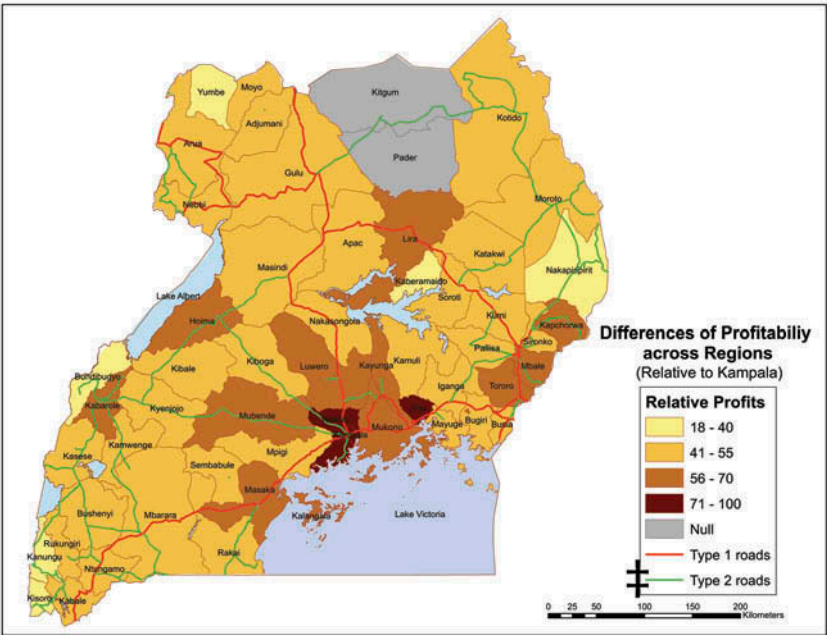 Yumbe
Moyo
Kitgum
Adjumani
Kotido
Arua
Pader
Gulu
Nebbi
Moroto
Apac
Lira
Katakwi
Masindi
Nakapiripirit
Kaberamaido
Lake Albert
Soroti
Hoima
Nakasongola
Kumi
Kapchorwa
Sironko
Pallisa
Kiboga
Luwero
Kayunga
Kamuli
Mbale
Bundibugyo
Kibale
Iganga
Tororo
Kabarole
Kyenjojo
Mubende
Mukono
Mayuge
Bugiri
Busia
Kasese
Kamwenge
Mpigi
Sembabule
Masaka
Bushenyi
Mbarara
Kalangala
Lake Victoria
Rukungiri
Kanungu
Rakai
Ntungamo
Kisoro
Kabale
Differences of Profitabiliy
across Regions
(Relative to Kampala)
Relative Profits
18 - 40
41 - 55
56 - 70
71 - 100
Null
Type 1 roads
Type 2 roads
0 25 50 100 150 200
Kilometers